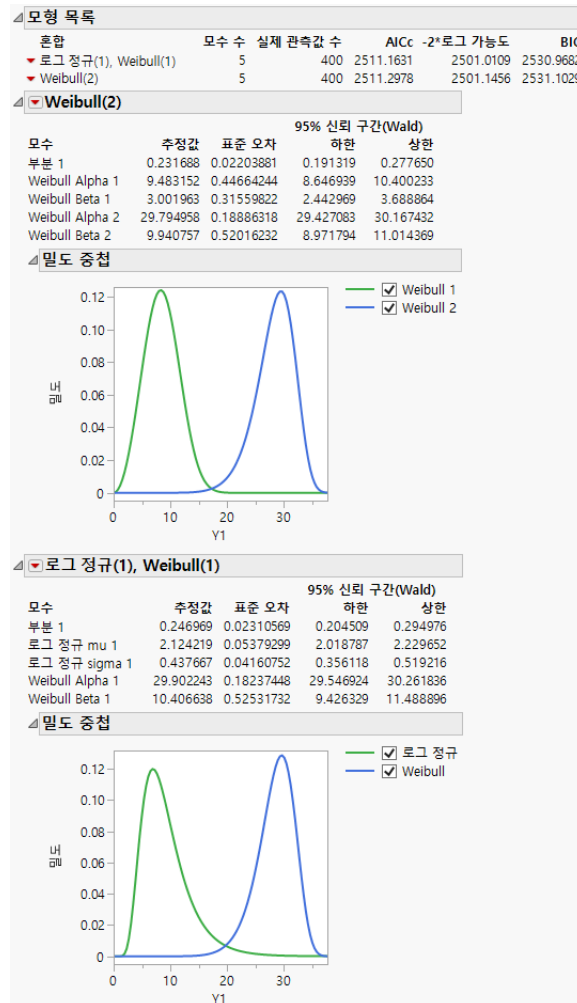 모형 목록
혼합 모수 수 실제 관측값 수 AICc -2*로그 가능도 BIC
로그 정규(1), Weibull(1) 5 400 2511.1631 2501.0109 2530.9682
Weibull(2) 5 400 2511.2978 2501.1456 2531.1029
Weibull(2)
95% 신뢰 구간(Wald)
모수 추정값 표준 오차 하한 상한
부분 1 0.231688 0.02203881 0.191319 0.277650
Weibull Alpha 1 9.483152 0.44664244 8.646939 10.400233
Weibull Beta 1 3.001963 0.31559822 2.442969 3.688864
Weibull Alpha 2 29.794958 0.18886318 29.427083 30.167432
Weibull Beta 2 9.940757 0.52016232 8.971794 11.014369
밀도 중첩
0.12
0.10
0.08
0.06
0.04
0.02
0
밀도
0 10 20 30
Y1
Weibull 1
Weibull 2
로그 정규(1), Weibull(1)
95% 신뢰 구간(Wald)
모수 추정값 표준 오차 하한 상한
부분 1 0.246969 0.02310569 0.204509 0.294976
로그 정규 mu 1 2.124219 0.05379299 2.018787 2.229652
로그 정규 sigma 1 0.437667 0.04160752 0.356118 0.519216
Weibull Alpha 1 29.902243 0.18237448 29.546924 30.261836
Weibull Beta 1 10.406638 0.52531732 9.426329 11.488896
밀도 중첩
0.12
0.10
0.08
0.06
0.04
0.02
0
밀도
0 10 20 30
Y1
로그 정규
Weibull